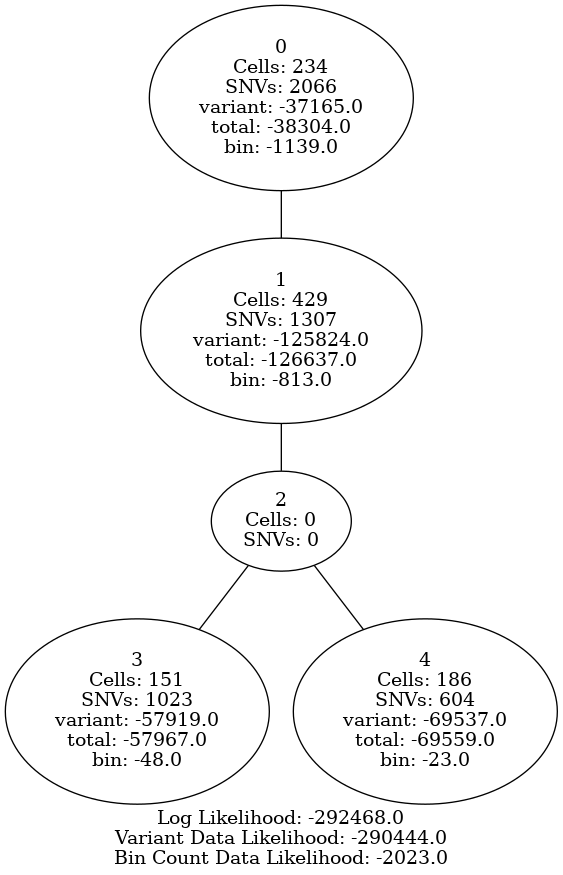 0
Cells: 234
SNVs: 2066
variant: -37165.0
total: -38304.0
bin: -1139.0
1
Cells: 429
SNVs: 1307
variant: -125824.0
total: -126637.0
bin: -813.0
2
Cells: 0
SNVs: 0
3
Cells: 151
SNVs: 1023
variant: -57919.0
total: -57967.0
bin: -48.0
4
Cells: 186
SNVs: 604
variant: -69537.0
total: -69559.0
bin: -23.0
Log Likelihood: -292468.0
Variant Data Likelihood: -290444.0
Bin Count Data Likelihood: -2023.0